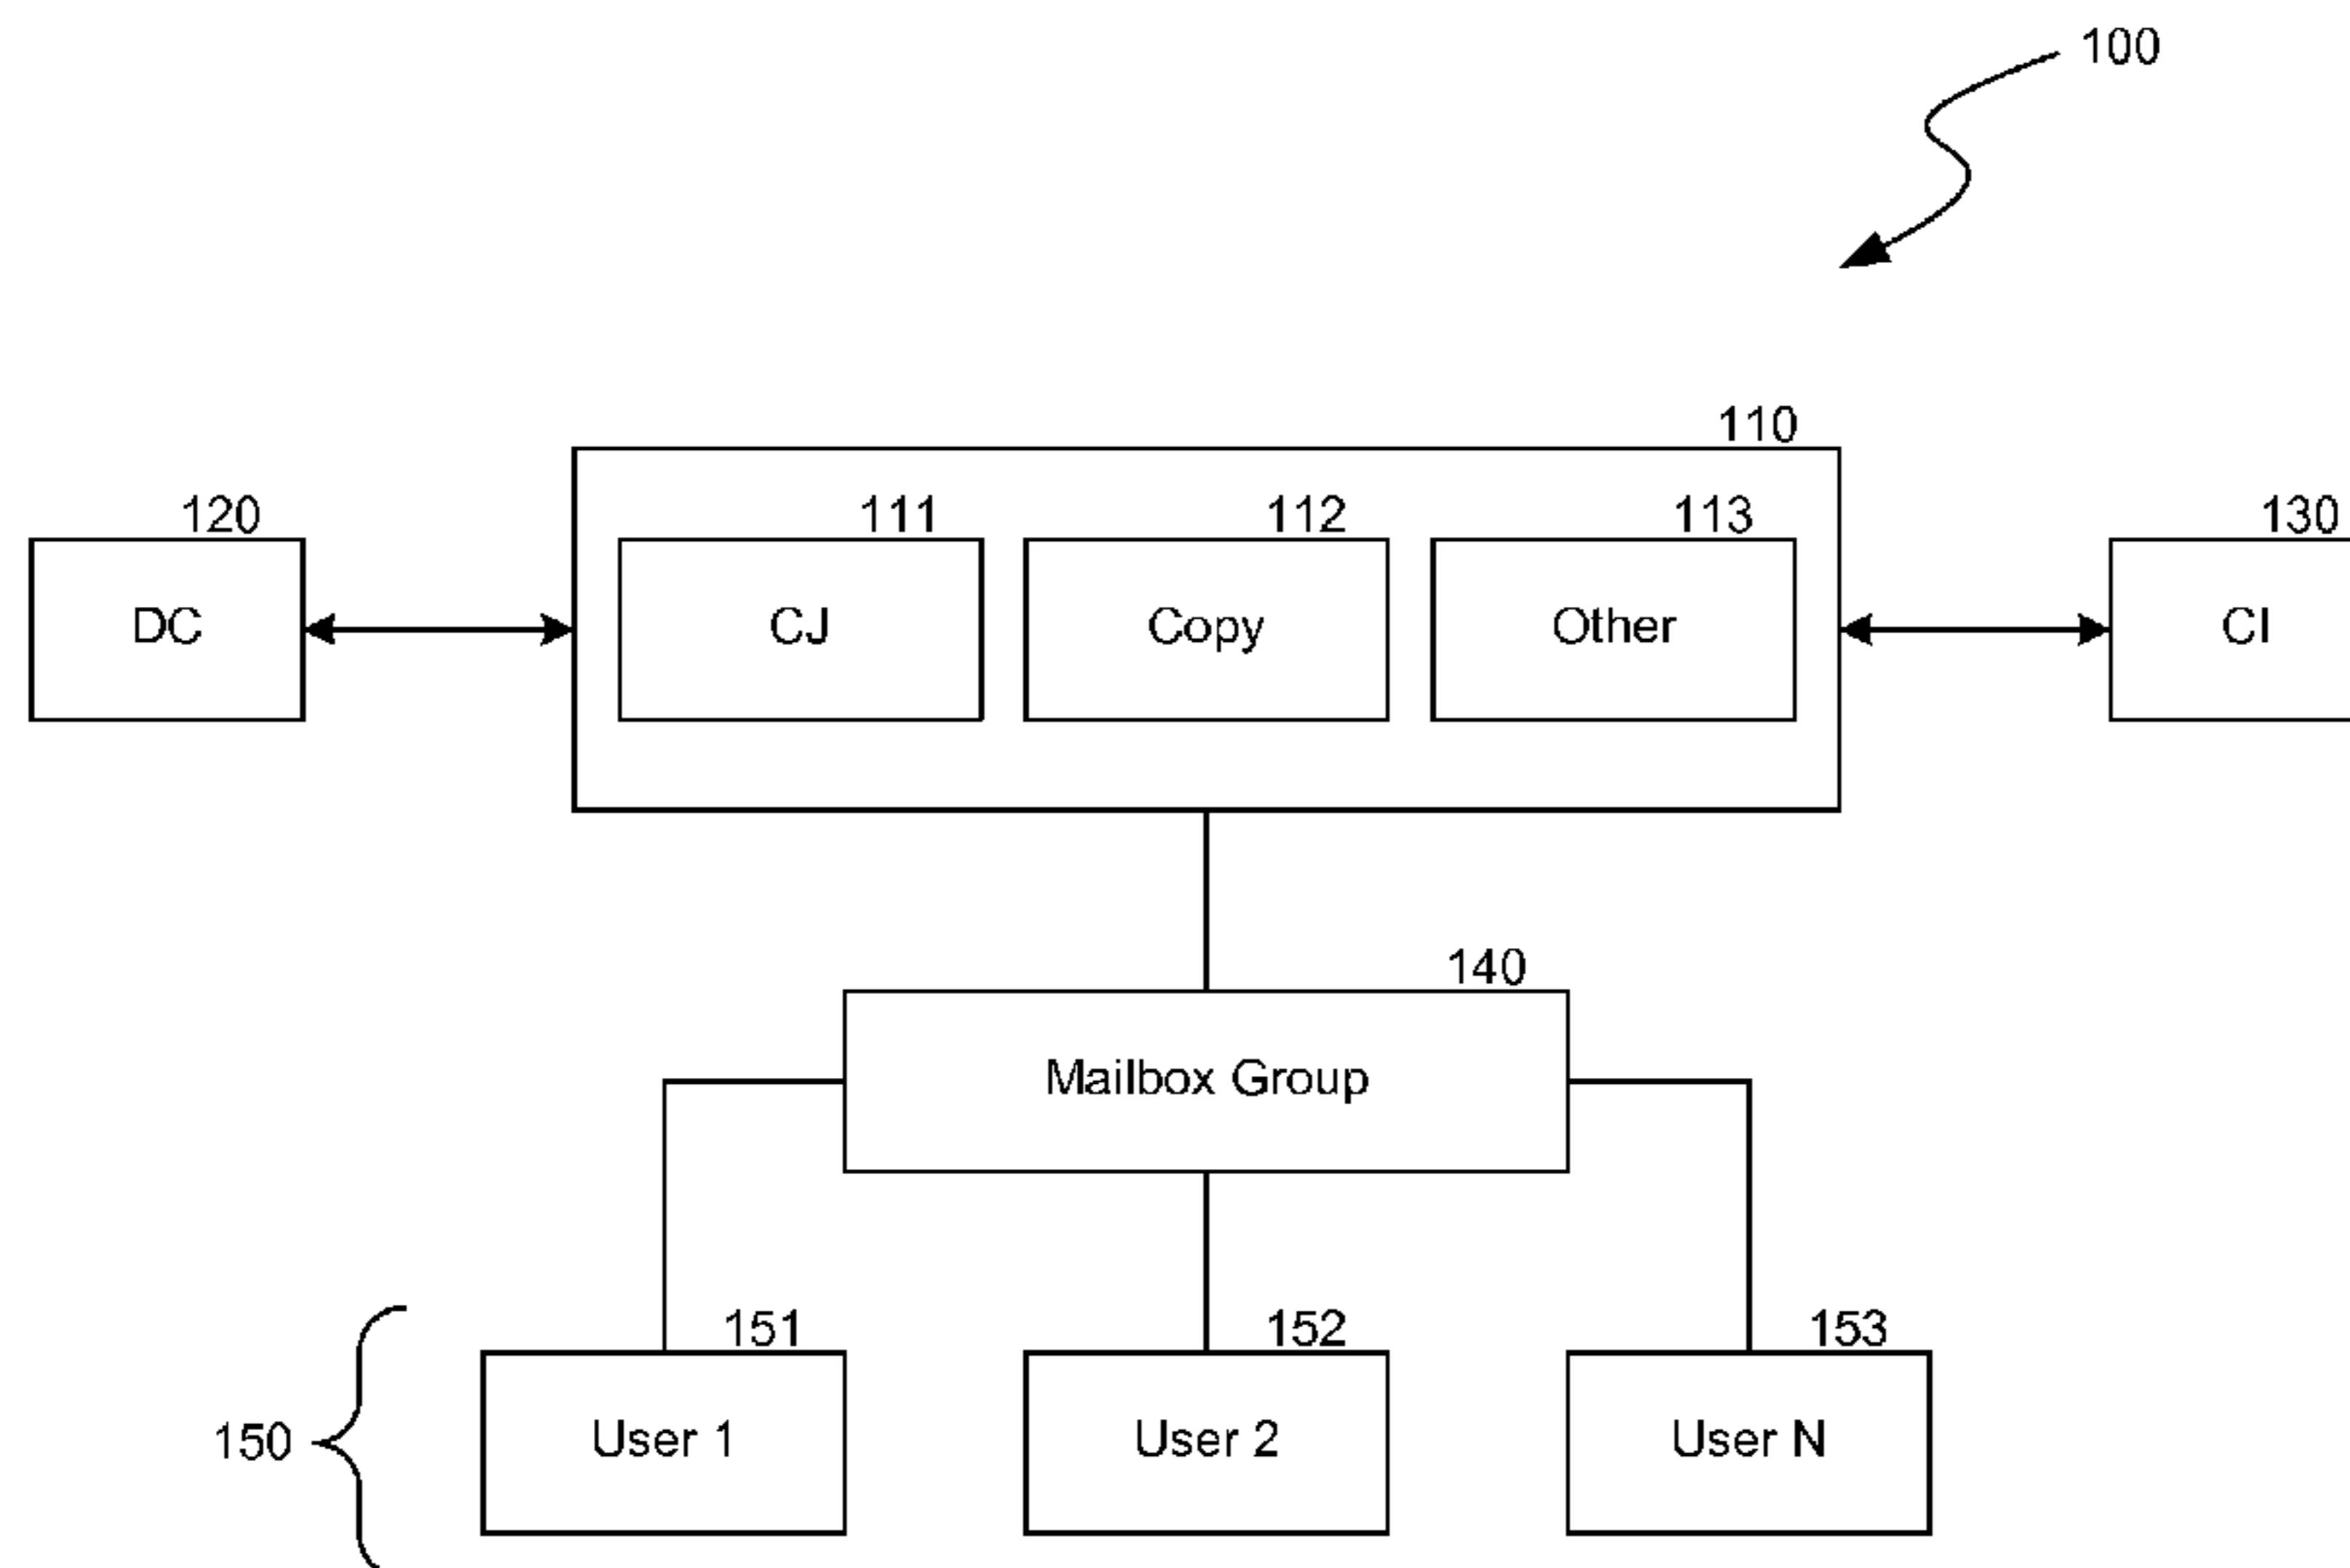 100
110
120
111
112
113
130
DC
CJ
Copy
Other
CI
140
Mailbox Group
151
152
153
150
User 1
User 2
User N